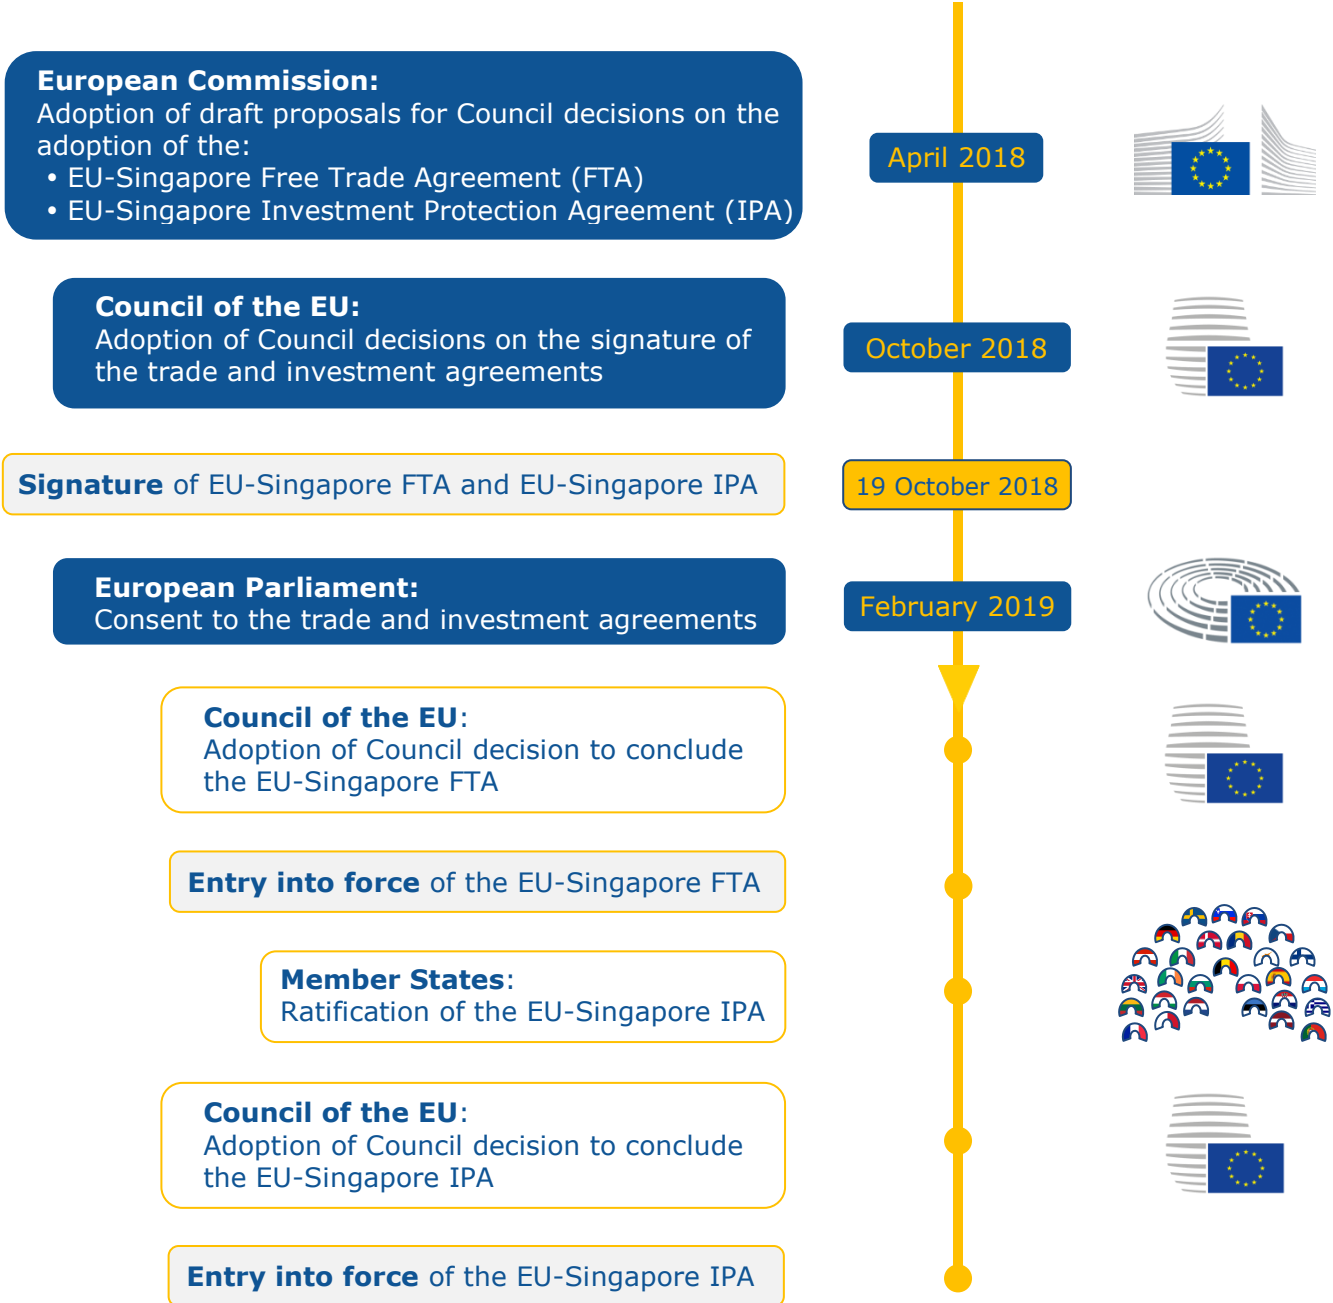 European Commission:
Adoption of draft proposals for Council decisions on the
adoption of the:
• EU-Singapore Free Trade Agreement (FTA)
• EU-Singapore Investment Protection Agreement (IPA)
April 2018
Council of the EU:
Adoption of Council decisions on the signature of
the trade and investment agreements
October 2018
Signature of EU-Singapore FTA and EU-Singapore IPA
19 October 2018
European Parliament:
Consent to the trade and investment agreements
February 2019
Council of the EU:
Adoption of Council decision to conclude
the EU-Singapore FTA
Entry into force of the EU-Singapore FTA
Member States:
Ratification of the EU-Singapore IPA
Council of the EU:
Adoption of Council decision to conclude
the EU-Singapore IPA
Entry into force of the EU-Singapore IPA